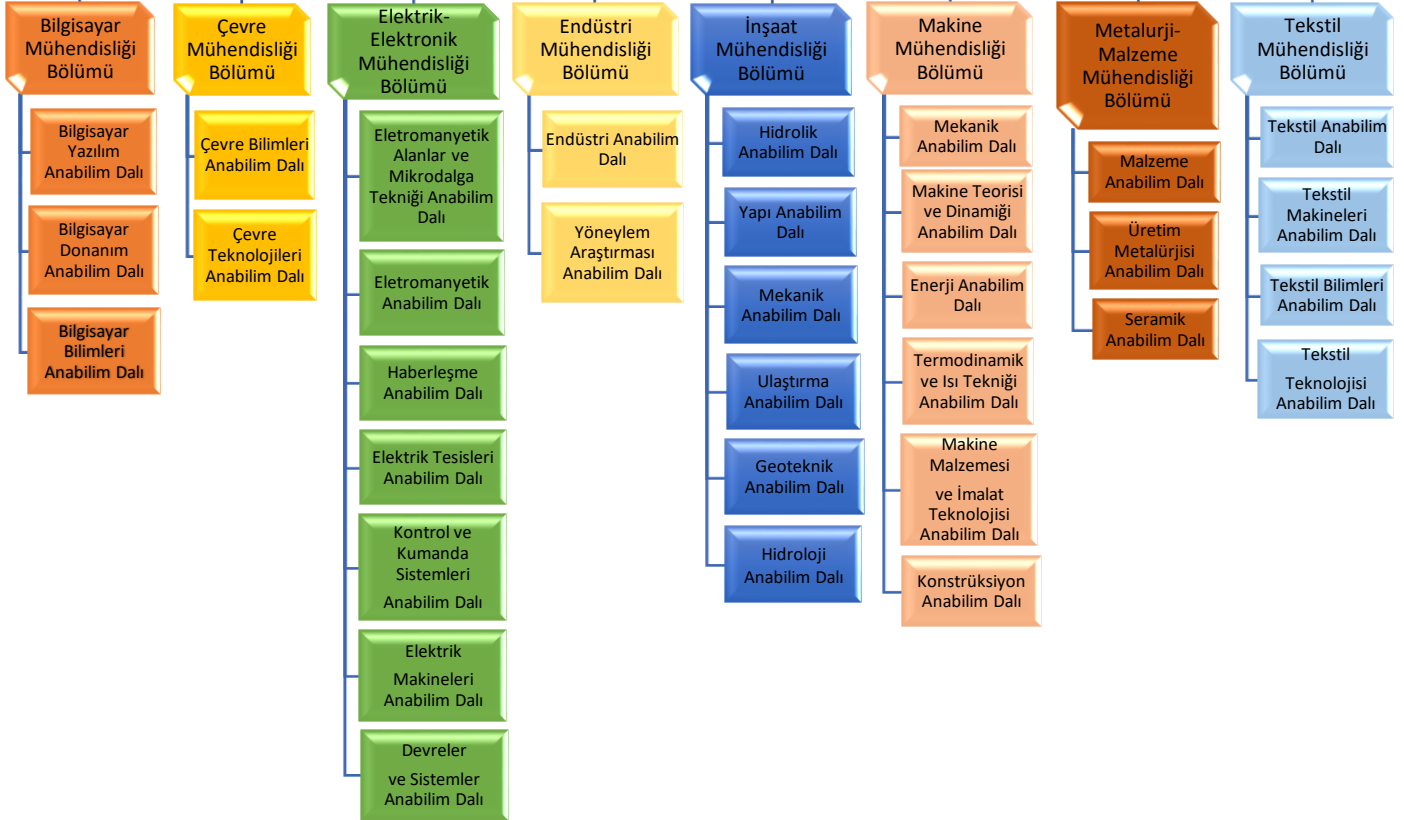 Bilgisayar
Mühendisliği
Bölümü
Bilgisayar
Yazılım
Anabilim Dalı
Bilgisayar
Donanım
Anabilim Dalı
Bilgisayar
Bilimleri
Anabilim Dalı
Çevre
Mühendisliği
Bölümü
Çevre Bilimleri
Anabilim Dalı
Çevre
Teknolojileri
Anabilim Dalı
Elektrik-
Elektronik
Mühendisliği
Bölümü
Eletromanyetik
Alanlar ve
Mikrodalga
Tekniği Anabilim
Dalı
Eletromanyetik
Anabilim Dalı
Haberleşme
Anabilim Dalı
Elektrik Tesisleri
Anabilim Dalı
Kontrol ve
Kumanda
Sistemleri
Anabilim Dalı
Elektrik
Makineleri
Anabilim Dalı
Devreler
ve Sistemler
Anabilim Dalı
Endüstri
Mühendisliği
Bölümü
Endüstri Anabilim
Dalı
Yöneylem
Araştırması
Anabilim Dalı
İnşaat
Mühendisliği
Bölümü
Hidrolik
Anabilim Dalı
Yapı Anabilim
Dalı
Mekanik
Anabilim Dalı
Ulaştırma
Anabilim Dalı
Geoteknik
Anabilim Dalı
Hidroloji
Anabilim Dalı
Makine
Mühendisliği
Bölümü
Mekanik
Anabilim Dalı
Makine Teorisi
ve Dinamiği
Anabilim Dalı
Enerji Anabilim
Dalı
Termodinamik
ve Isı Tekniği
Anabilim Dalı
Makine
Malzemesi
ve İmalat
Teknolojisi
Anabilim Dalı
Konstrüksiyon
Anabilim Dalı
Metalurji-
Malzeme
Mühendisliği
Bölümü
Malzeme
Anabilim Dalı
Üretim
Metalürjisi
Anabilim Dalı
Seramik
Anabilim Dalı
Tekstil
Mühendisliği
Bölümü
Tekstil Anabilim
Dalı
Tekstil
Makineleri
Anabilim Dalı
Tekstil Bilimleri
Anabilim Dalı
Tekstil
Teknolojisi
Anabilim Dalı